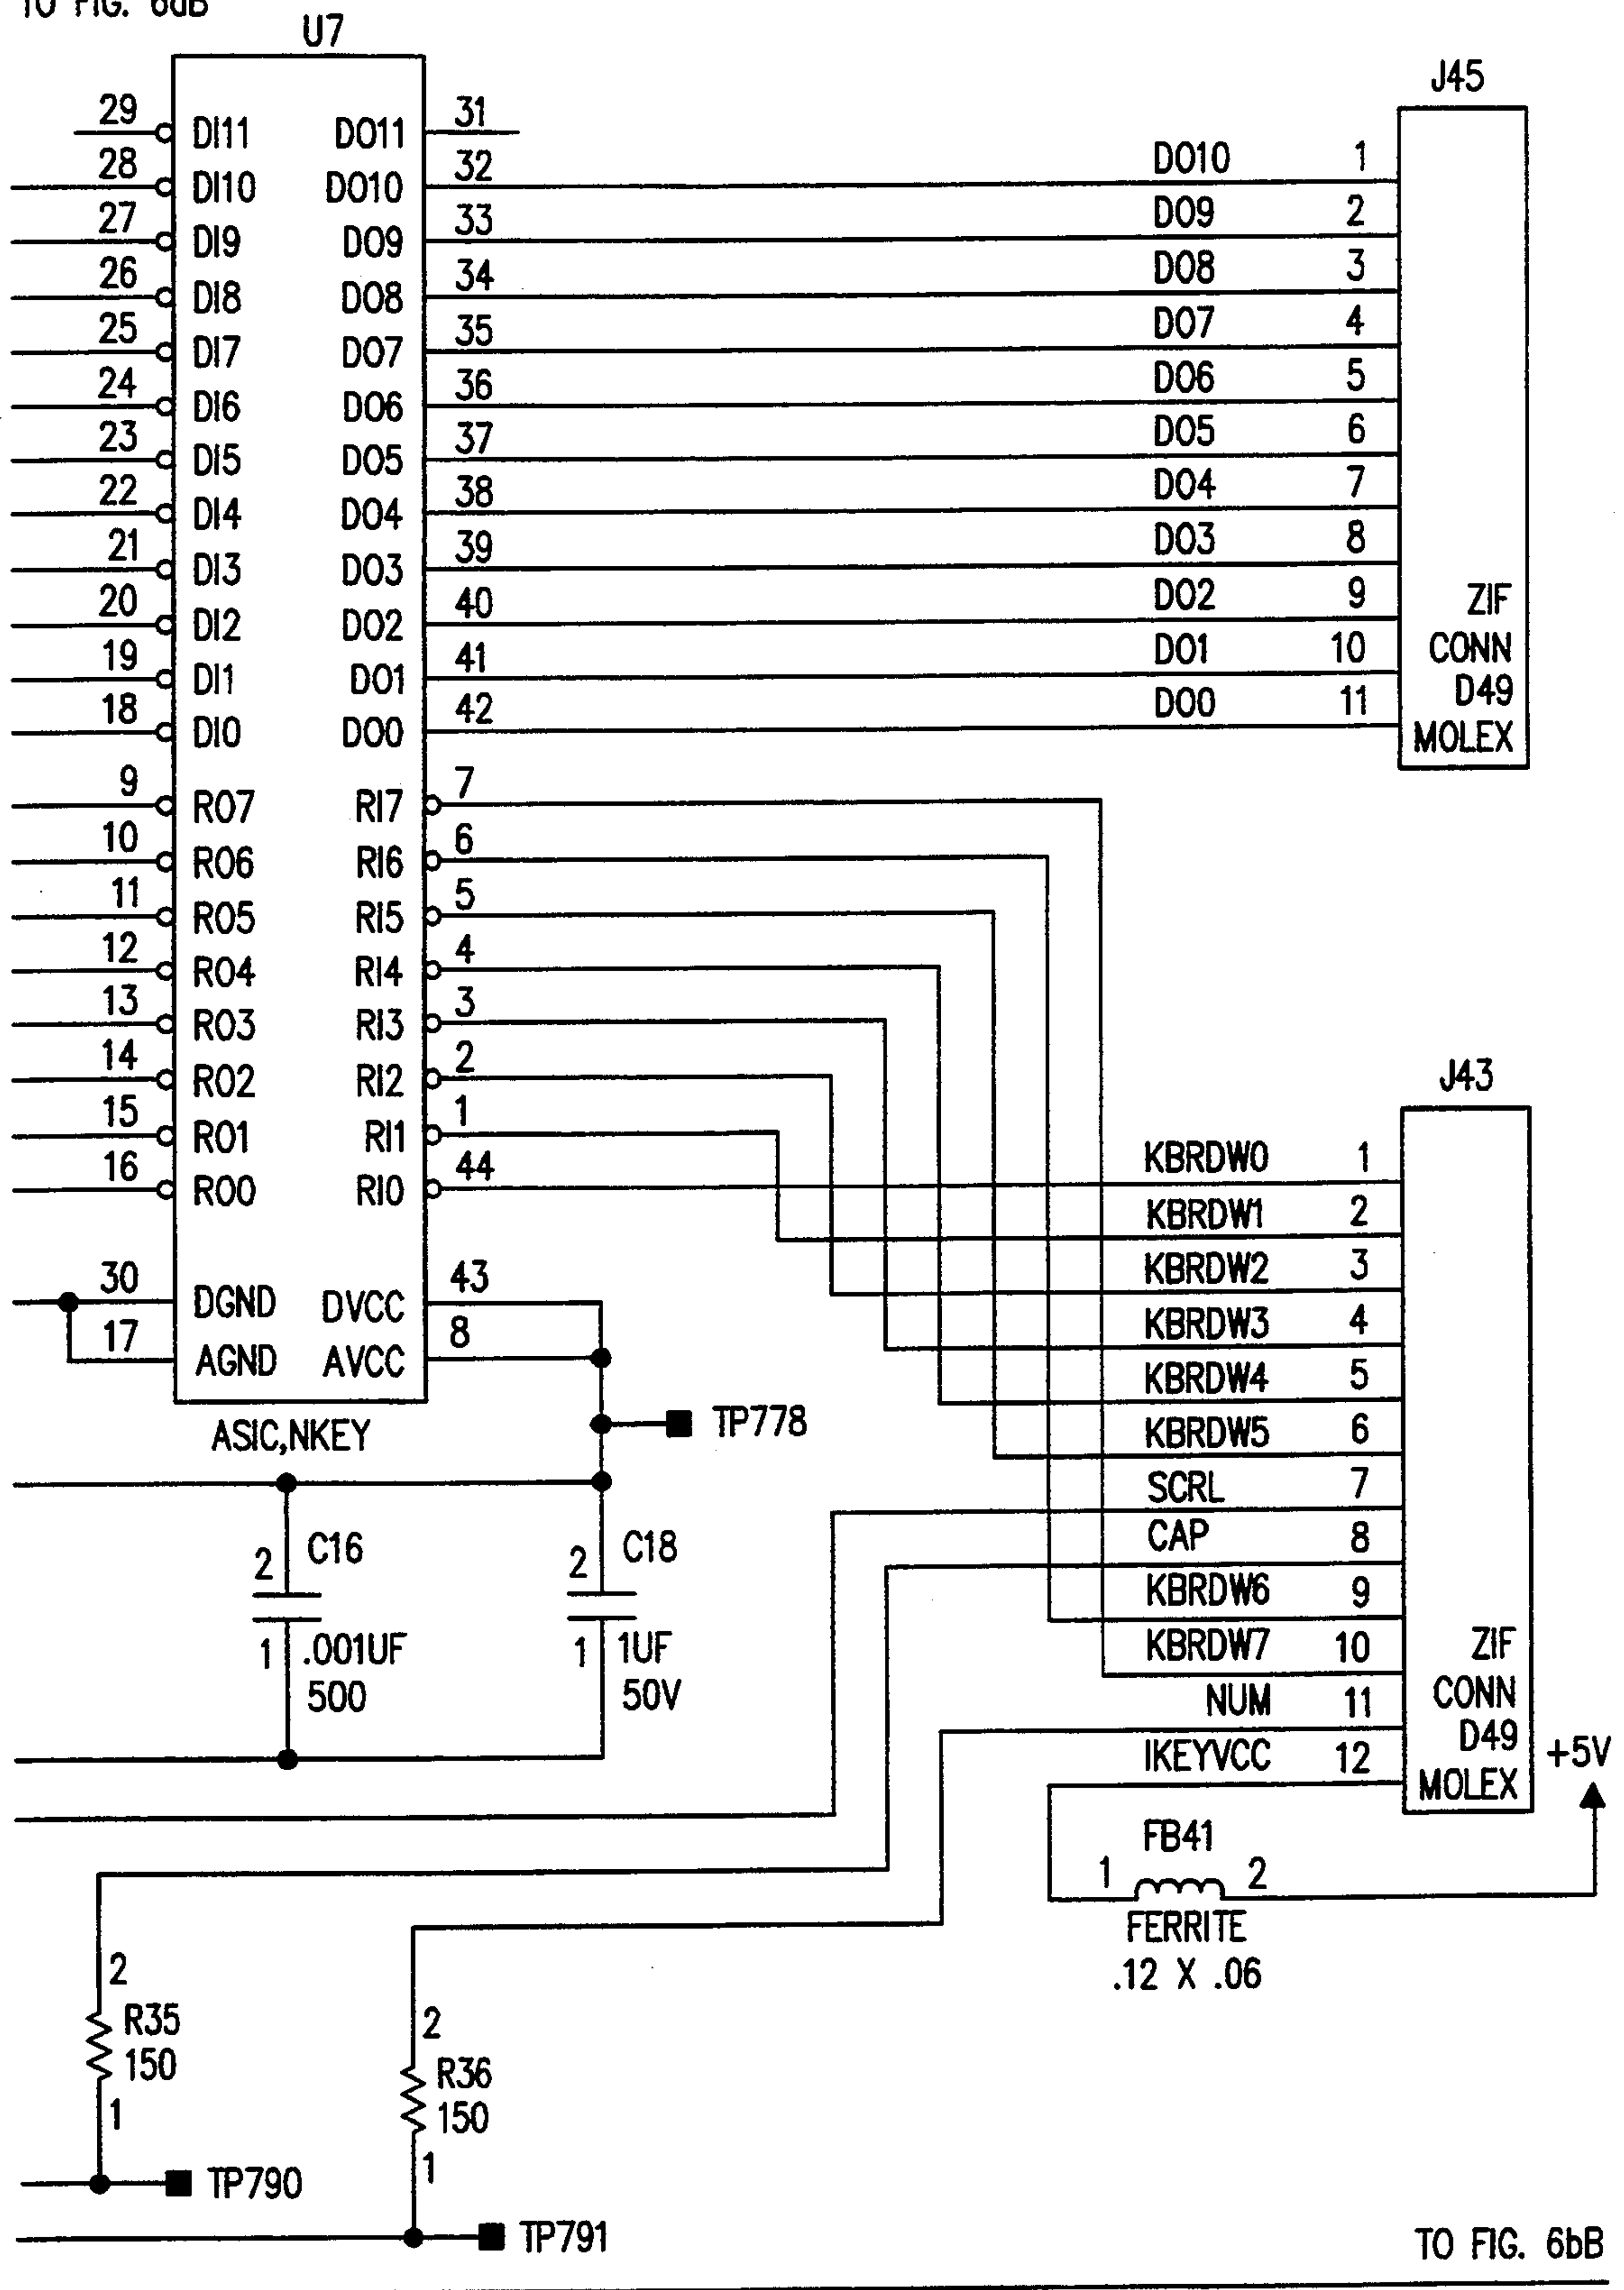 TO FIG. 6dB
U7
J45
29 DI11 DO11 31
28 DI10 DO10 32 DO10 1
27 DI9 DO9 33 DO9 2
26 DI8 DO8 34 DO8 3
25 DI7 DO7 35 DO7 4
24 DI6 DO6 36 DO6 5
23 DI5 DO5 37 DO5 6
22 DI4 DO4 38 DO4 7
21 DI3 DO3 39 DO3 8
20 DI2 DO2 40 DO2 9
19 DI1 DO1 41 DO1 10
18 DI0 DO0 42 DO0 11
ZIF
CONN
D49
MOLEX
9 RO7 RI7 7
10 RO6 RI6 6
11 RO5 RI5 5
12 RO4 RI4 4
13 RO3 RI3 3
14 RO2 RI2 2
15 RO1 RI1 1
16 RO0 RI0 44
30 DGND DVCC 43
17 AGND AVCC 8
ASIC,NKEY
TP778
J43
KBRDW0 1
KBRDW1 2
KBRDW2 3
KBRDW3 4
KBRDW4 5
KBRDW5 6
SCRL 7
CAP 8
KBRDW6 9
KBRDW7 10
NUM 11
IKEYVCC 12
ZIF
CONN
D49
MOLEX
+5V
2 C16
1 .001UF
500
2 C18
1 1UF
50V
FB41
1 2
FERRITE
.12 X .06
2
R35
150
1
TP790
2
R36
150
1
TP791
TO FIG. 6bB